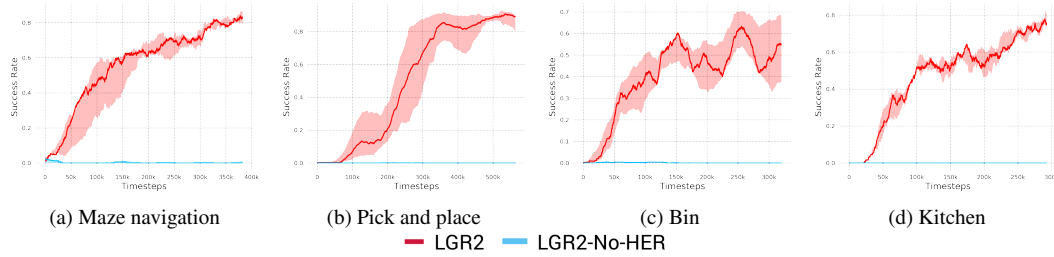 0.8
0.6
0.4
0.2
0.0
Success Rate
0 50k 100k 150k 200k 250k 300k 350k 400k
Timesteps
(a) Maze navigation
0.8
0.6
0.4
0.2
0.0
Success Rate
0 100k 200k 300k 400k 500k
Timesteps
(b) Pick and place
0.7
0.6
0.5
0.4
0.3
0.2
0.1
0.0
Success Rate
0 50k 100k 150k 200k 250k 300k
Timesteps
(c) Bin
0.8
0.6
0.4
0.2
0.0
Success Rate
0 50k 100k 150k 200k 250k 300k
Timesteps
(d) Kitchen
LGR2 LGR2-No-HER